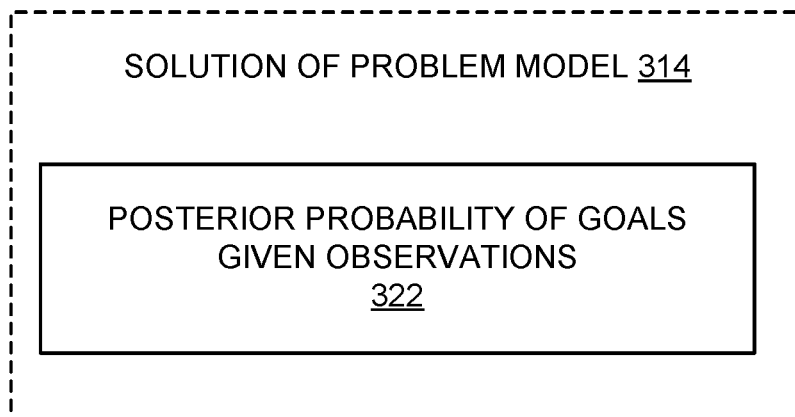 SOLUTION OF PROBLEM MODEL 314
POSTERIOR PROBABILITY OF GOALS
GIVEN OBSERVATIONS
322